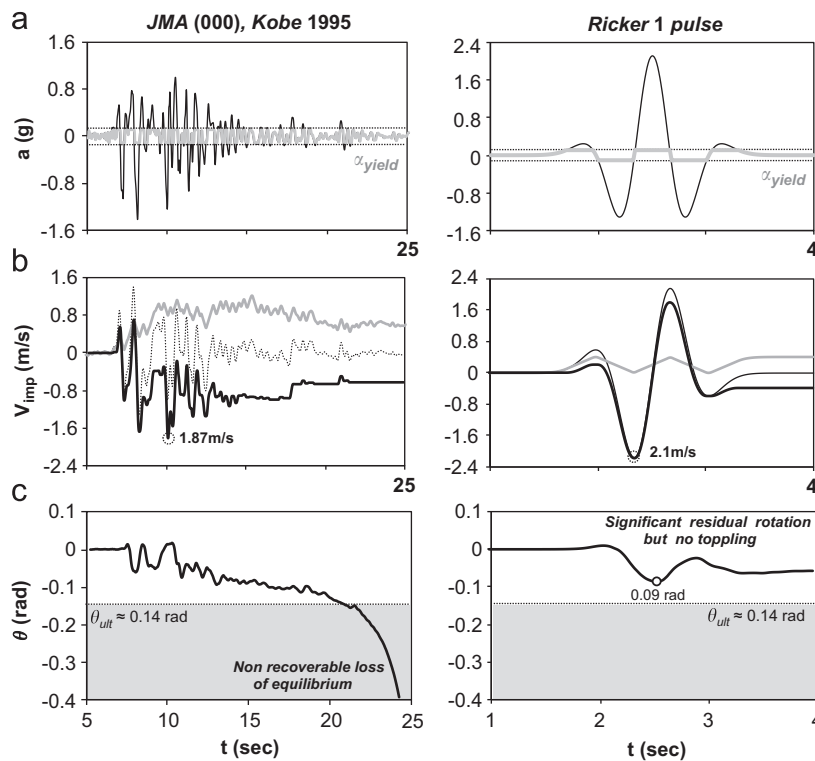 a
JMA (000), Kobe 1995
Ricker 1 pulse
a (g)
1.6
0.8
0
-0.8
-1.6
αyield
25
2.4
1.6
0.8
0
-0.8
-1.6
αyield
4
b
Vimp (m/s)
1.6
0.8
0
-0.8
-1.6
-2.4
1.87m/s
25
2.4
1.6
0.8
0
-0.8
-1.6
-2.4
2.1m/s
4
c
θ (rad)
0.1
0
-0.1
-0.2
-0.3
-0.4
θult ≈ 0.14 rad
Non recoverable loss
of equilibrium
5
10
15
20
25
t (sec)
0.1
0
-0.1
-0.2
-0.3
-0.4
Significant residual rotation
but no toppling
0.09 rad
θult ≈ 0.14 rad
1
2
3
4
t (sec)